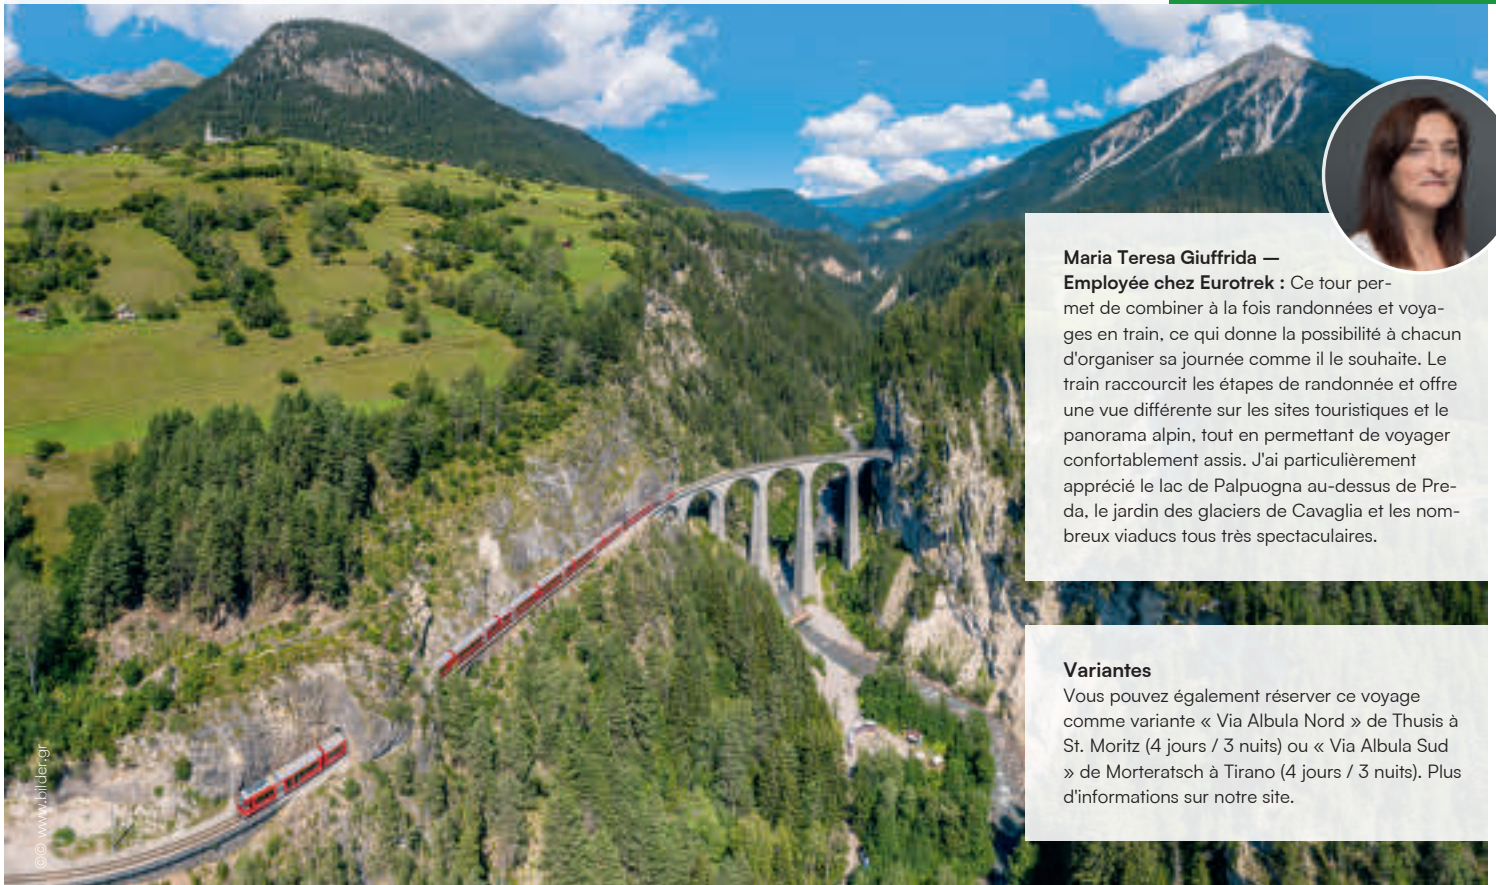 Maria Teresa Giuffrida —
Employée chez Eurotrek : Ce tour per-
met de combiner à la fois randonnées et voya-
ges en train, ce qui donne la possibilité à chacun
d'organiser sa journée comme il le souhaite. Le
train raccourcit les étapes de randonnée et offre
une vue différente sur les sites touristiques et le
panorama alpin, tout en permettant de voyager
confortablement assis. J'ai particulièrement
apprécié le lac de Palpuogna au-dessus de Pre-
da, le jardin des glaciers de Cavaglia et les nom-
breux viaducs tous très spectaculaires.
Variantes
Vous pouvez également réserver ce voyage
comme variante « Via Albula Nord » de Thusis à
St. Moritz (4 jours / 3 nuits) ou « Via Albula Sud
» de Morteratsch à Tirano (4 jours / 3 nuits). Plus
d'informations sur notre site.
©© www.bilder.gr